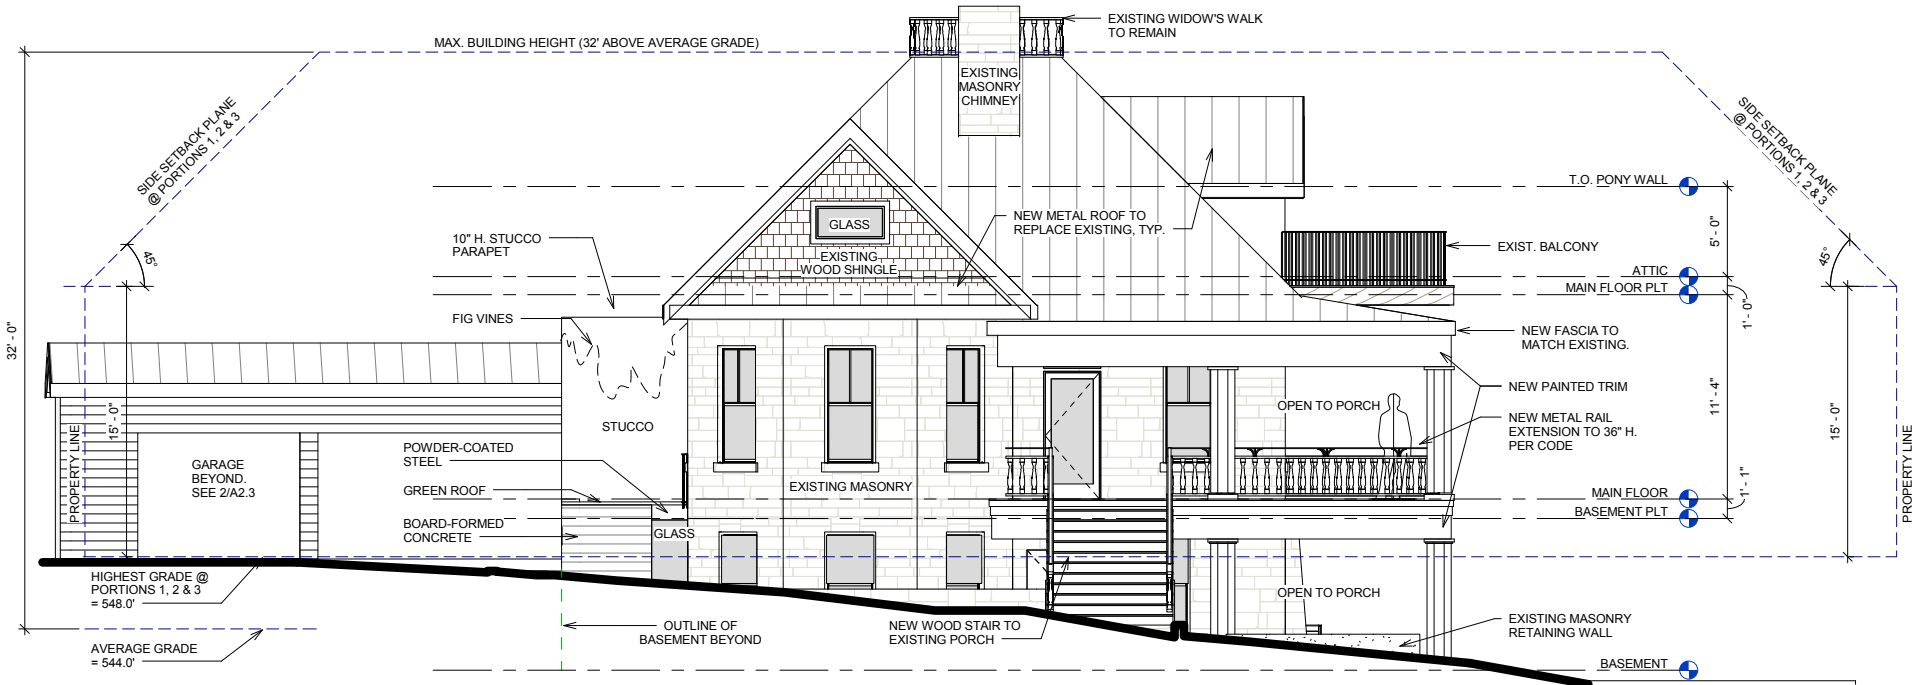 EXISTING WIDOW'S WALK
TO REMAIN
MAX. BUILDING HEIGHT (32' ABOVE AVERAGE GRADE)
EXISTING
MASONRY
CHIMNEY
SIDE SETBACK PLANE
@ PORTIONS 1, 2 & 3
SIDE SETBACK PLANE
@ PORTIONS 1, 2 & 3
T.O. PONY WALL
5' - 0"
GLASS
NEW METAL ROOF TO
REPLACE EXISTING, TYP.
10" H. STUCCO
PARAPET
EXIST. BALCONY
45°
45°
EXISTING
WOOD SHINGLE
ATTIC
MAIN FLOOR PLT
1' - 0"
FIG VINES
NEW FASCIA TO
MATCH EXISTING.
32' - 0"
NEW PAINTED TRIM
11' - 4"
OPEN TO PORCH
15' - 0"
15' - 0"
NEW METAL RAIL
EXTENSION TO 36" H.
PER CODE
STUCCO
POWDER-COATED
STEEL
GARAGE
BEYOND.
SEE 2/A2.3
PROPERTY LINE
PROPERTY LINE
GREEN ROOF
EXISTING MASONRY
MAIN FLOOR
1' - 1"
BASEMENT PLT
BOARD-FORMED
CONCRETE
GLASS
HIGHEST GRADE @
PORTIONS 1, 2 & 3
= 548.0'
OPEN TO PORCH
OUTLINE OF
BASEMENT BEYOND
NEW WOOD STAIR TO
EXISTING PORCH
EXISTING MASONRY
RETAINING WALL
AVERAGE GRADE
= 544.0'
BASEMENT